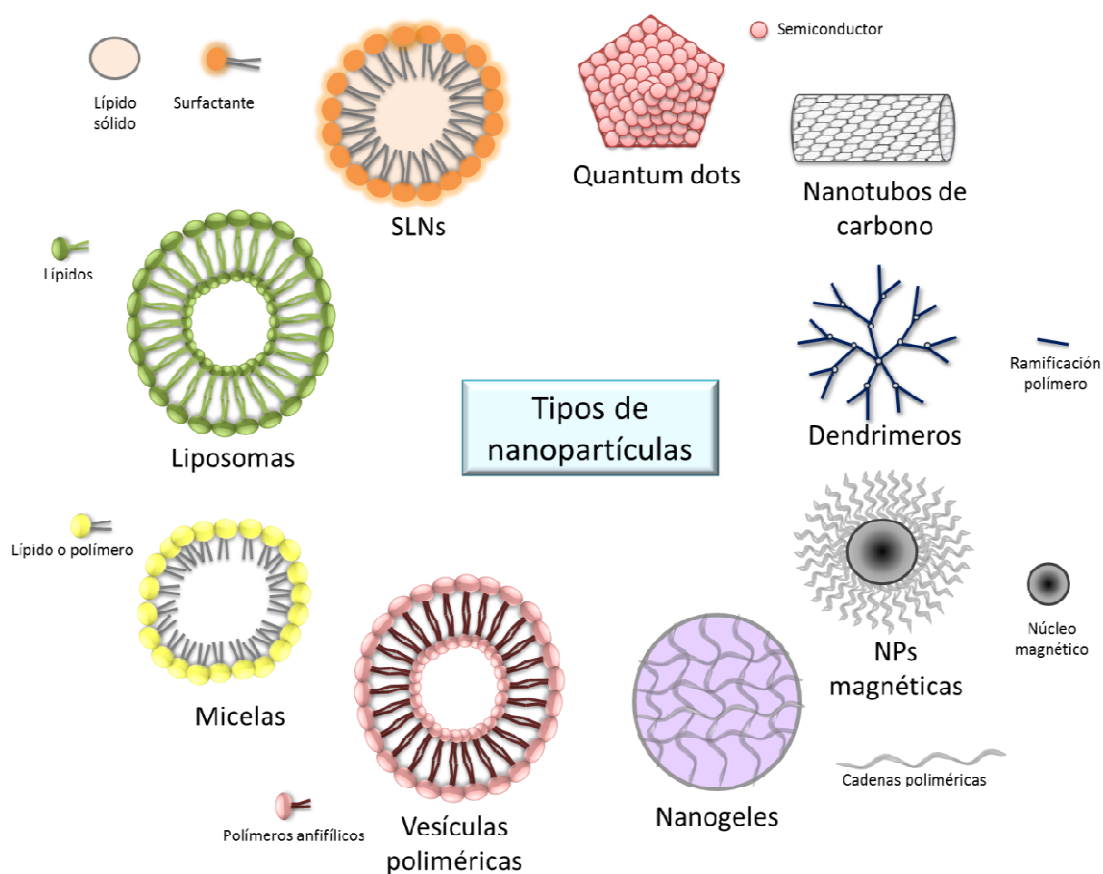 Semiconductor
Lípido
sólido
Surfactante
SLNs
Quantum dots
Nanotubos de
carbono
Lípidos
Liposomas
Tipos de
nanopartículas
Dendrimeros
Ramificación
polímero
Lípido o polímero
Micelas
NPs
magnéticas
Núcleo
magnético
Cadenas poliméricas
Nanogeles
Polímeros anfifílicos
Vesículas
poliméricas